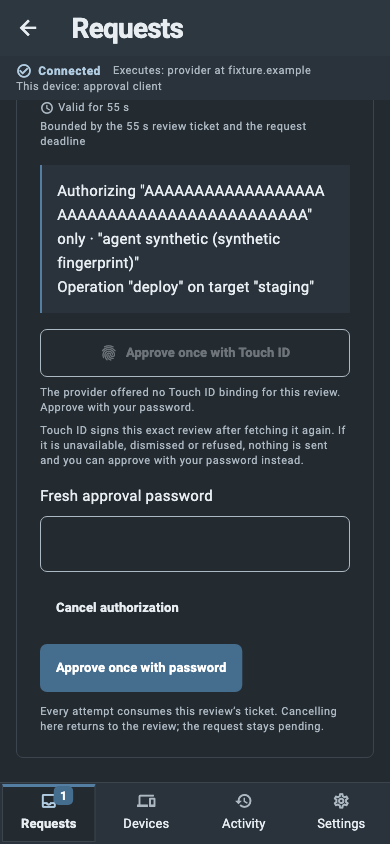 Requests
Connected Executes: provider at fixture.example
This device: approval client
Valid for 55 s
Bounded by the 55 s review ticket and the request
deadline
Authorizing "AAAAAAAAAAAAAAAAAA
AAAAAAAAAAAAAAAAAAAAAAAAA"
only · "agent synthetic (synthetic
fingerprint)"
Operation "deploy" on target "staging"
Approve once with Touch ID
The provider offered no Touch ID binding for this review.
Approve with your password.
Touch ID signs this exact review after fetching it again. If
it is unavailable, dismissed or refused, nothing is sent
and you can approve with your password instead.
Fresh approval password
Cancel authorization
Approve once with password
Every attempt consumes this review's ticket. Cancelling
here returns to the review; the request stays pending.
1
Requests Devices Activity Settings